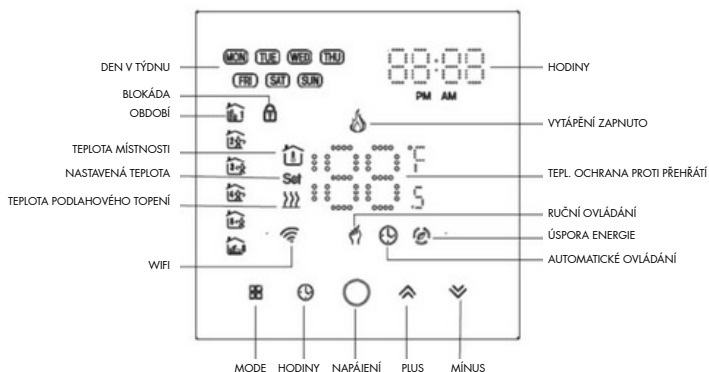 MON TUE WED THU
FRI SAT SUN
88:88
PM AM
DEN V TÝDNU
HODINY
BLOKÁDA
OBDOBÍ
VYTÁPĚNÍ ZAPNUTO
TEPLOTA MÍSTNOSTI
NASTAVENÁ TEPLOTA
Set
TEPL. OCHRANA PROTI PŘEHŘÁTÍ
TEPLOTA PODLAHOVÉHO TOPENÍ
RUČNÍ OVLÁDÁNÍ
ÚSPORA ENERGIE
WIFI
AUTOMATICKÉ OVLÁDÁNÍ
MODE HODINY NAPÁJENÍ PLUS MÍNUS